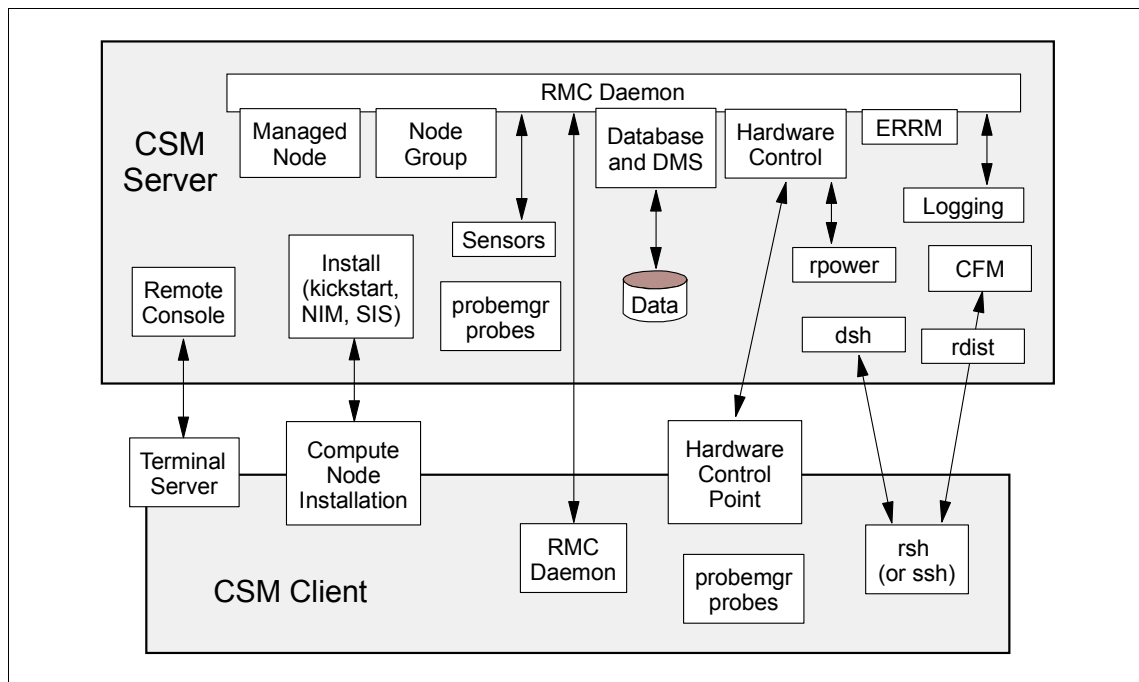 RMC Daemon
CSM
Server
Managed
Node
Node
Group
Database
and DMS
Hardware
Control
ERRM
Logging
Sensors
Install
(kickstart,
NIM, SIS)
rpower
CFM
Remote
Console
probemgr
probes
Data
dsh
rdist
Terminal
Server
Compute
Node
Installation
Hardware
Control
Point
CSM Client
RMC
Daemon
probemgr
probes
rsh
(or ssh)